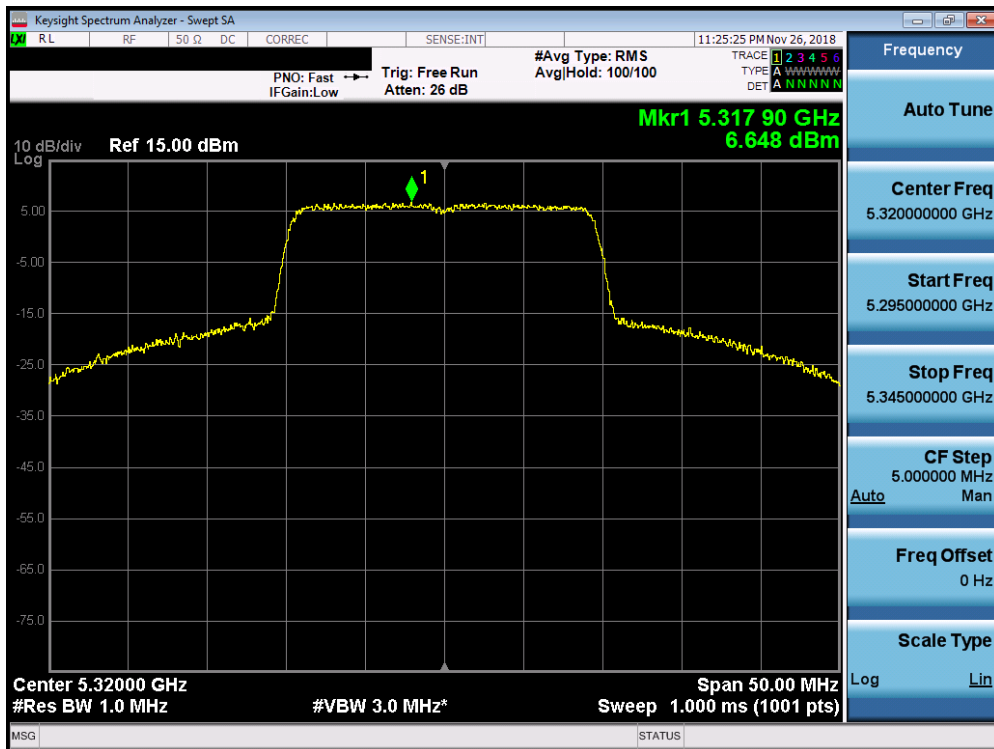 Keysight Spectrum Analyzer - Swept SA
LXI RL RF 50 Ω DC CORREC SENSE:INT 11:25:25 PM Nov 26, 2018
PNO: Fast
IFGain:Low
Trig: Free Run
Atten: 26 dB
#Avg Type: RMS
Avg|Hold: 100/100
TRACE 1 2 3 4 5 6
TYPE A WWWWW
DET A N N N N N
Mkr1 5.317 90 GHz
6.648 dBm
10 dB/div Ref 15.00 dBm
Log
1
5.00
-5.00
-15.0
-25.0
-35.0
-45.0
-55.0
-65.0
-75.0
Center 5.32000 GHz Span 50.00 MHz
#Res BW 1.0 MHz #VBW 3.0 MHz* Sweep 1.000 ms (1001 pts)
MSG STATUS
Frequency
Auto Tune
Center Freq
5.320000000 GHz
Start Freq
5.295000000 GHz
Stop Freq
5.345000000 GHz
CF Step
5.000000 MHz
Auto Man
Freq Offset
0 Hz
Scale Type
Log Lin